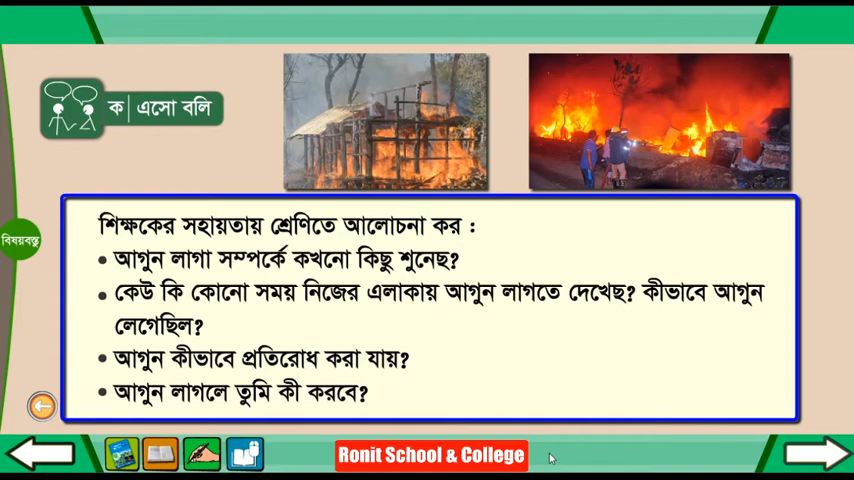 ক এসো বলি
শিক্ষকের সহায়তায় শ্রেণিতে আলোচনা কর :
• আগুন লাগা সম্পর্কে কখনো কিছু শুনেছ?
• কেউ কি কোনো সময় নিজের এলাকায় আগুন লাগতে দেখেছ? কীভাবে আগুন
লেগেছিল?
• আগুন কীভাবে প্রতিরোধ করা যায়?
• আগুন লাগলে তুমি কী করবে?
বিষয়বস্তু
Ronit School & College